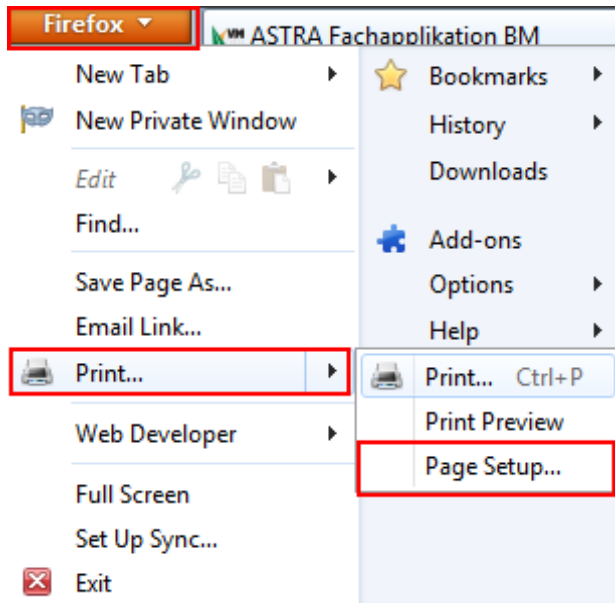 Firefox
VM ASTRA Fachapplikation BM
New Tab
New Private Window
Edit
Find...
Save Page As...
Email Link...
Print...
Web Developer
Full Screen
Set Up Sync...
Exit
Bookmarks
History
Downloads
Add-ons
Options
Help
Print... Ctrl+P
Print Preview
Page Setup...